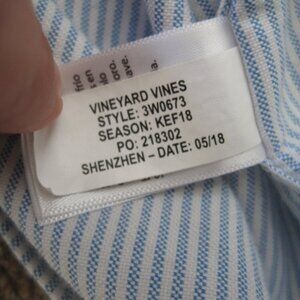 VINEYARD VINES
STYLE: 3W0673
SEASON: KEF18
PO: 218302
SHENZHEN – DATE: 05/18